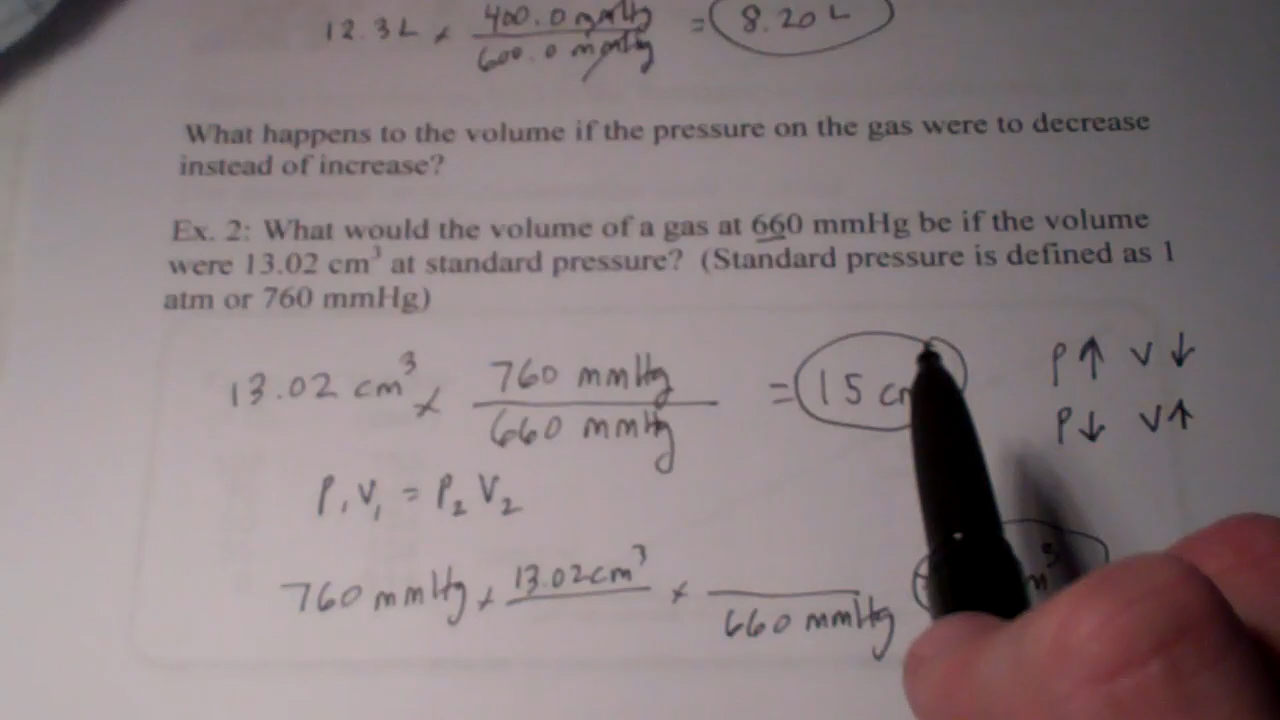 12.3 L x 400.0 mmHg / 600.0 mmHg = 8.20 L
What happens to the volume if the pressure on the gas were to decrease
instead of increase?
Ex. 2: What would the volume of a gas at 660 mmHg be if the volume
were 13.02 cm³ at standard pressure? (Standard pressure is defined as 1
atm or 760 mmHg)
13.02 cm³ x 760 mmHg / 660 mmHg = 15
P↑ V↓
P↓ V↑
P₁V₁ = P₂V₂
760 mmHg x 13.02 cm³ x / 660 mmHg